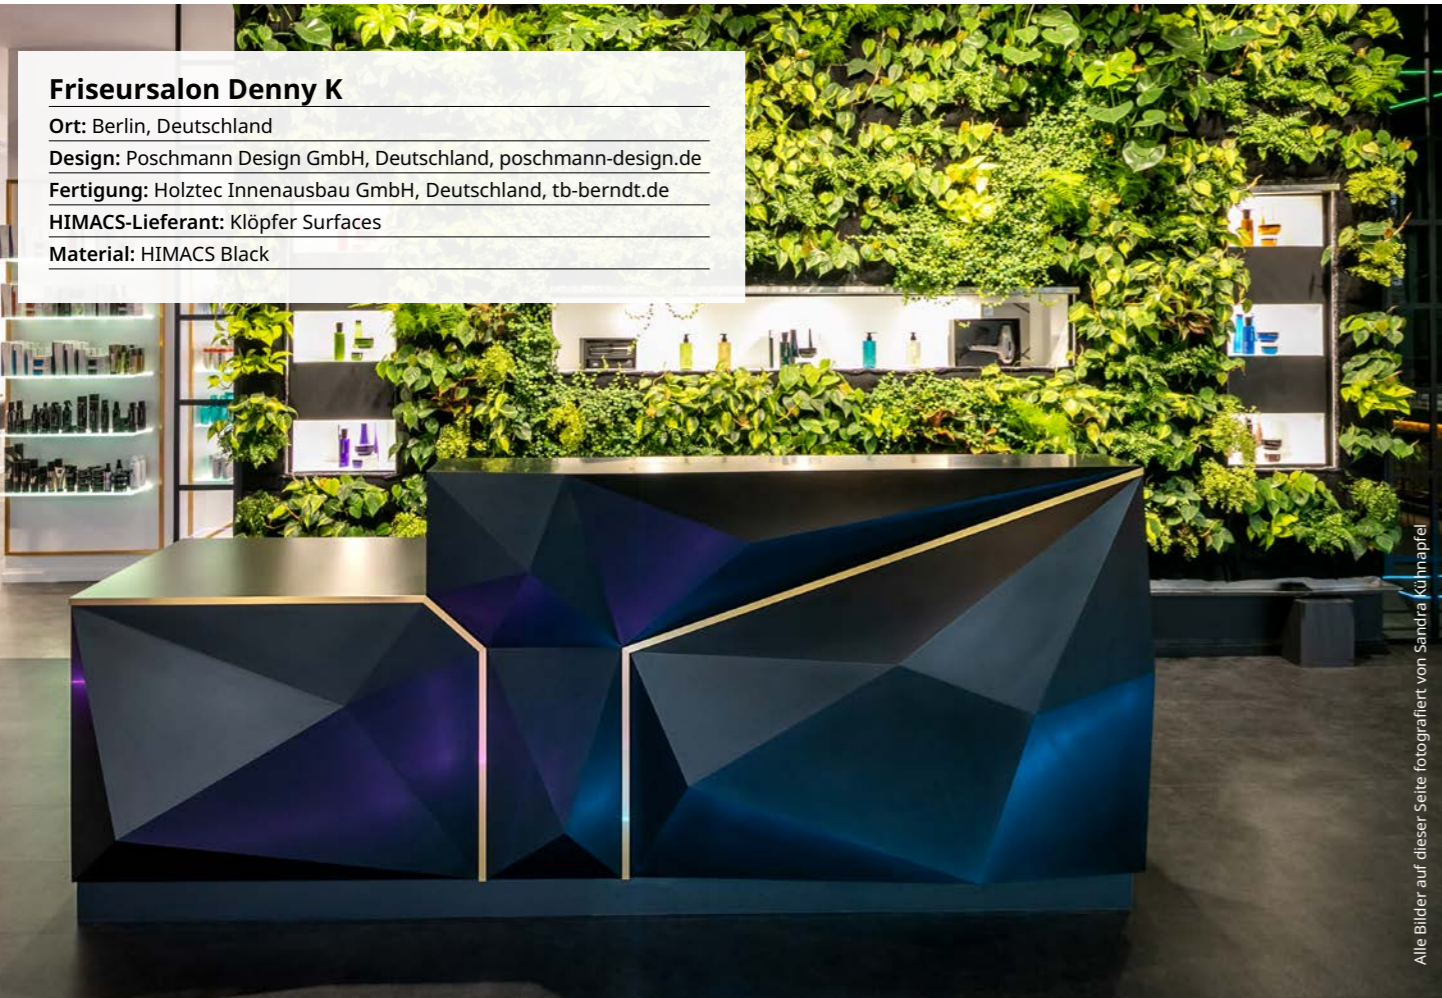 Friseursalon Denny K
Ort: Berlin, Deutschland
Design: Poschmann Design GmbH, Deutschland, poschmann-design.de
Fertigung: Holztec Innenausbau GmbH, Deutschland, tb-berndt.de
HIMACS-Lieferant: Klöpfer Surfaces
Material: HIMACS Black
Alle Bilder auf dieser Seite fotografiert von Sandra Kühnapfel